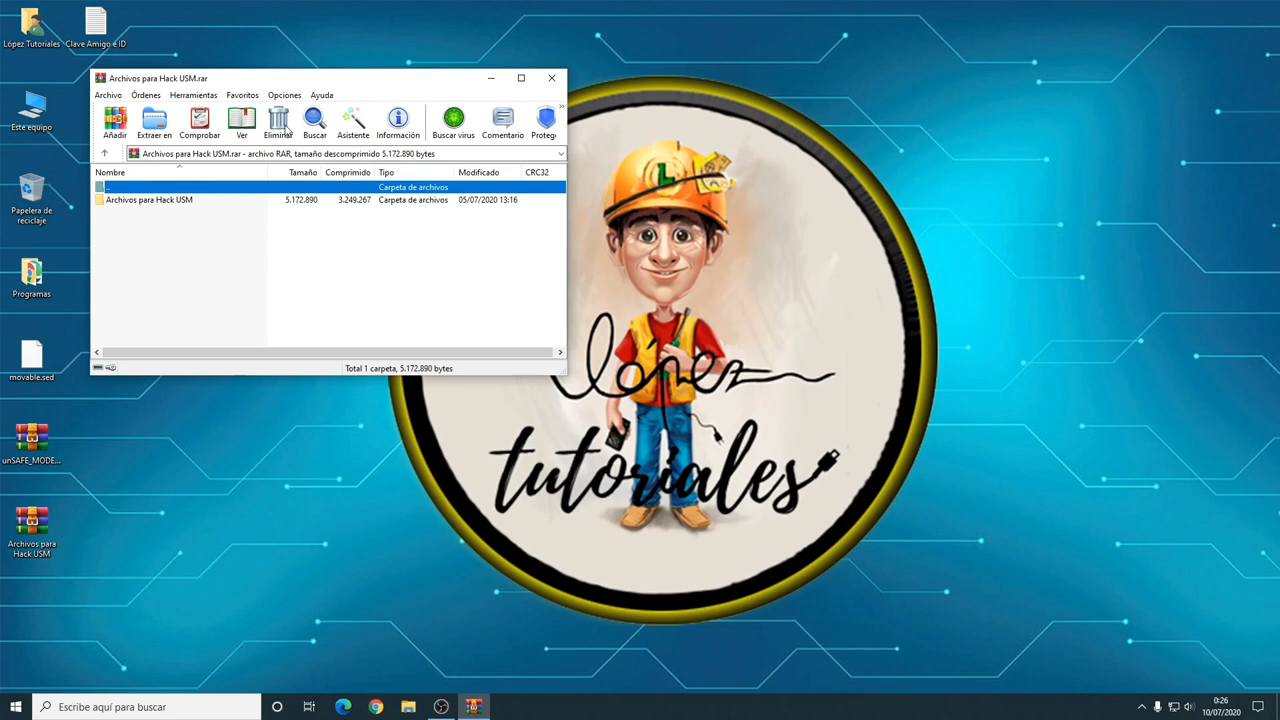 López Tutoriales
Clave Amigo e ID
Este equipo
Papelera de
reciclaje
Programas
movable.sed
unSAFE_MODE...
Archivos para
Hack USM
Archivos para Hack USM.rar
Archivo Órdenes Herramientas Favoritos Opciones Ayuda
Añadir Extraer en Comprobar Ver Eliminar Buscar Asistente Información Buscar virus Comentario Proteg
Archivos para Hack USM.rar - archivo RAR, tamaño descomprimido 5.172.890 bytes
Nombre Tamaño Comprimido Tipo Modificado CRC32
.. Carpeta de archivos
Archivos para Hack USM 5.172.890 3.249.267 Carpeta de archivos 05/07/2020 13:16
Total 1 carpeta, 5.172.890 bytes
L
lópez
tutoriales
Escribe aquí para buscar
0:26
10/07/2020